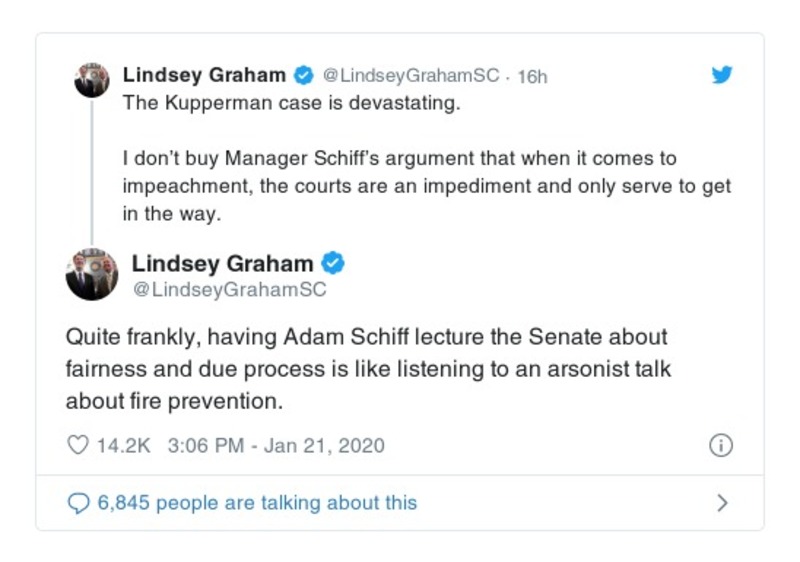 Lindsey Graham @LindseyGrahamSC · 16h
The Kupperman case is devastating.
I don't buy Manager Schiff's argument that when it comes to
impeachment, the courts are an impediment and only serve to get
in the way.
Lindsey Graham
@LindseyGrahamSC
Quite frankly, having Adam Schiff lecture the Senate about
fairness and due process is like listening to an arsonist talk
about fire prevention.
14.2K 3:06 PM - Jan 21, 2020
6,845 people are talking about this